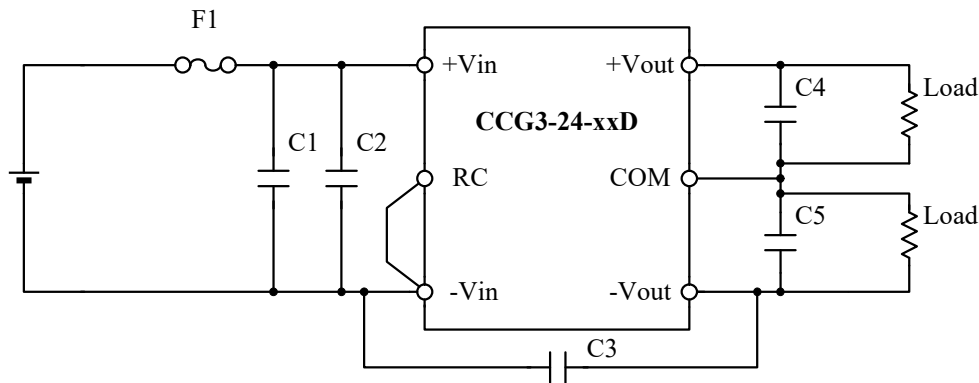 F1
+Vin
+Vout
C4
Load
CCG3-24-xxD
C1
C2
RC
COM
C5
Load
-Vin
-Vout
C3